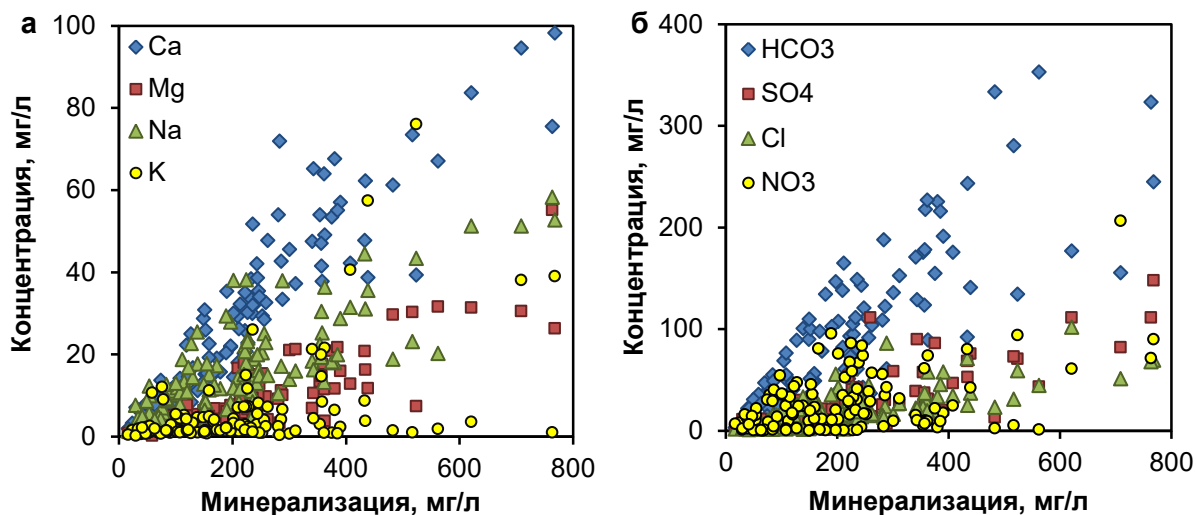 а
Ca
Mg
Na
K
Концентрация, мг/л
100
80
60
40
20
0
0 200 400 600 800
Минерализация, мг/л
б
HCO3
SO4
Cl
NO3
Концентрация, мг/л
400
300
200
100
0
0 200 400 600 800
Минерализация, мг/л